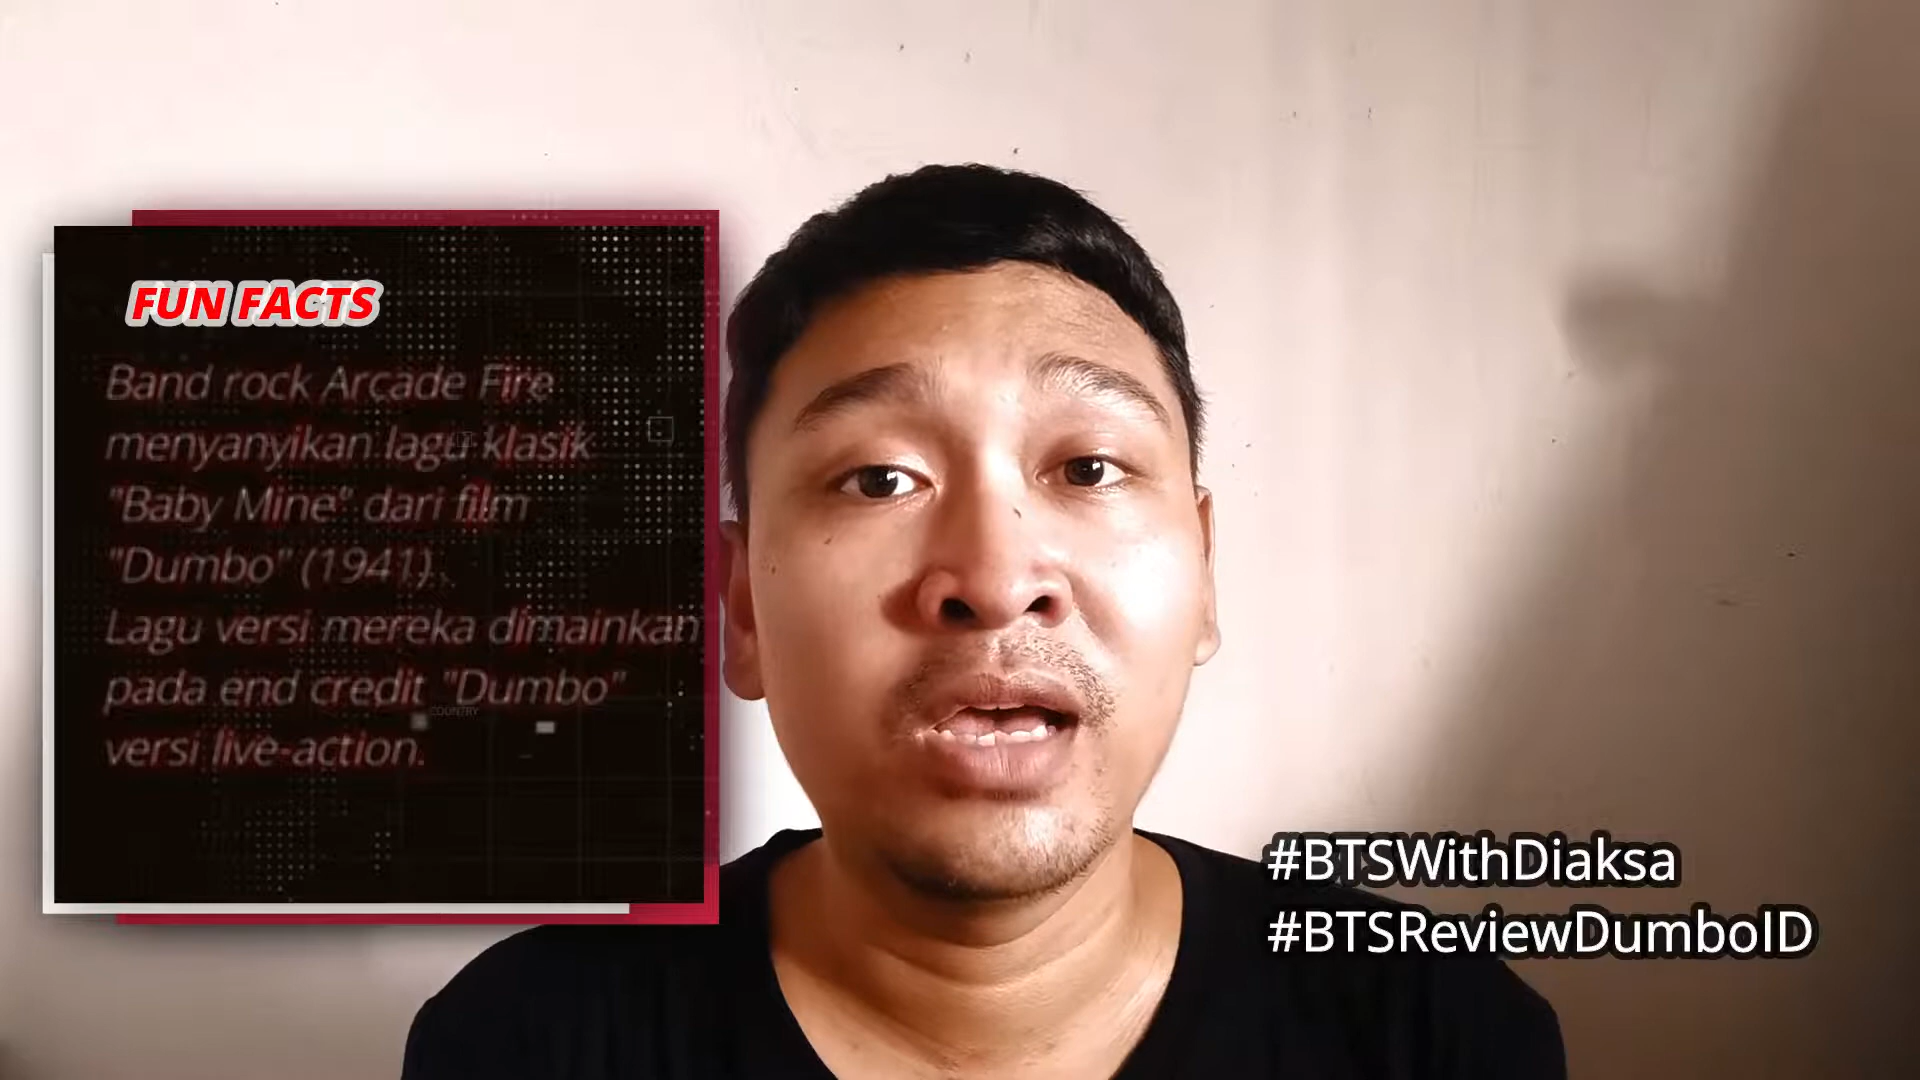 FUN FACTS
Band rock Arcade Fire
menyanyikan lagu klasik
"Baby Mine" dari film
"Dumbo" (1941).
Lagu versi mereka dimainkan
pada end credit "Dumbo"
versi live-action.
COUNTRY
#BTSWithDiaksa
#BTSReviewDumboID